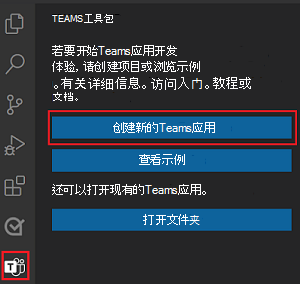 TEAMS工具包
若要开始Teams应用开发
体验，请创建项目或浏览示例
。有关详细信息。访问入门。教程或
文档。
创建新的Teams应用
查看示例
还可以打开现有的Teams应用。
打开文件夹
T